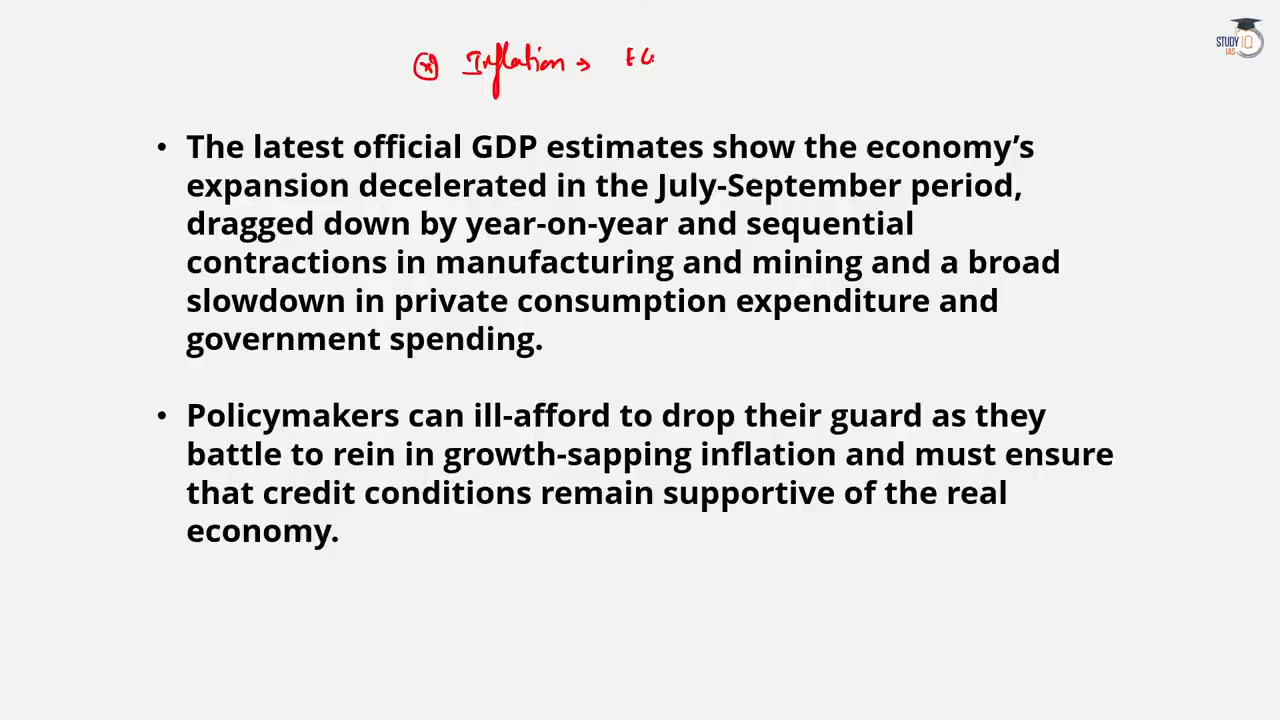 STUDY IQ
IAS
* Inflation →
• The latest official GDP estimates show the economy’s
expansion decelerated in the July-September period,
dragged down by year-on-year and sequential
contractions in manufacturing and mining and a broad
slowdown in private consumption expenditure and
government spending.
• Policymakers can ill-afford to drop their guard as they
battle to rein in growth-sapping inflation and must ensure
that credit conditions remain supportive of the real
economy.